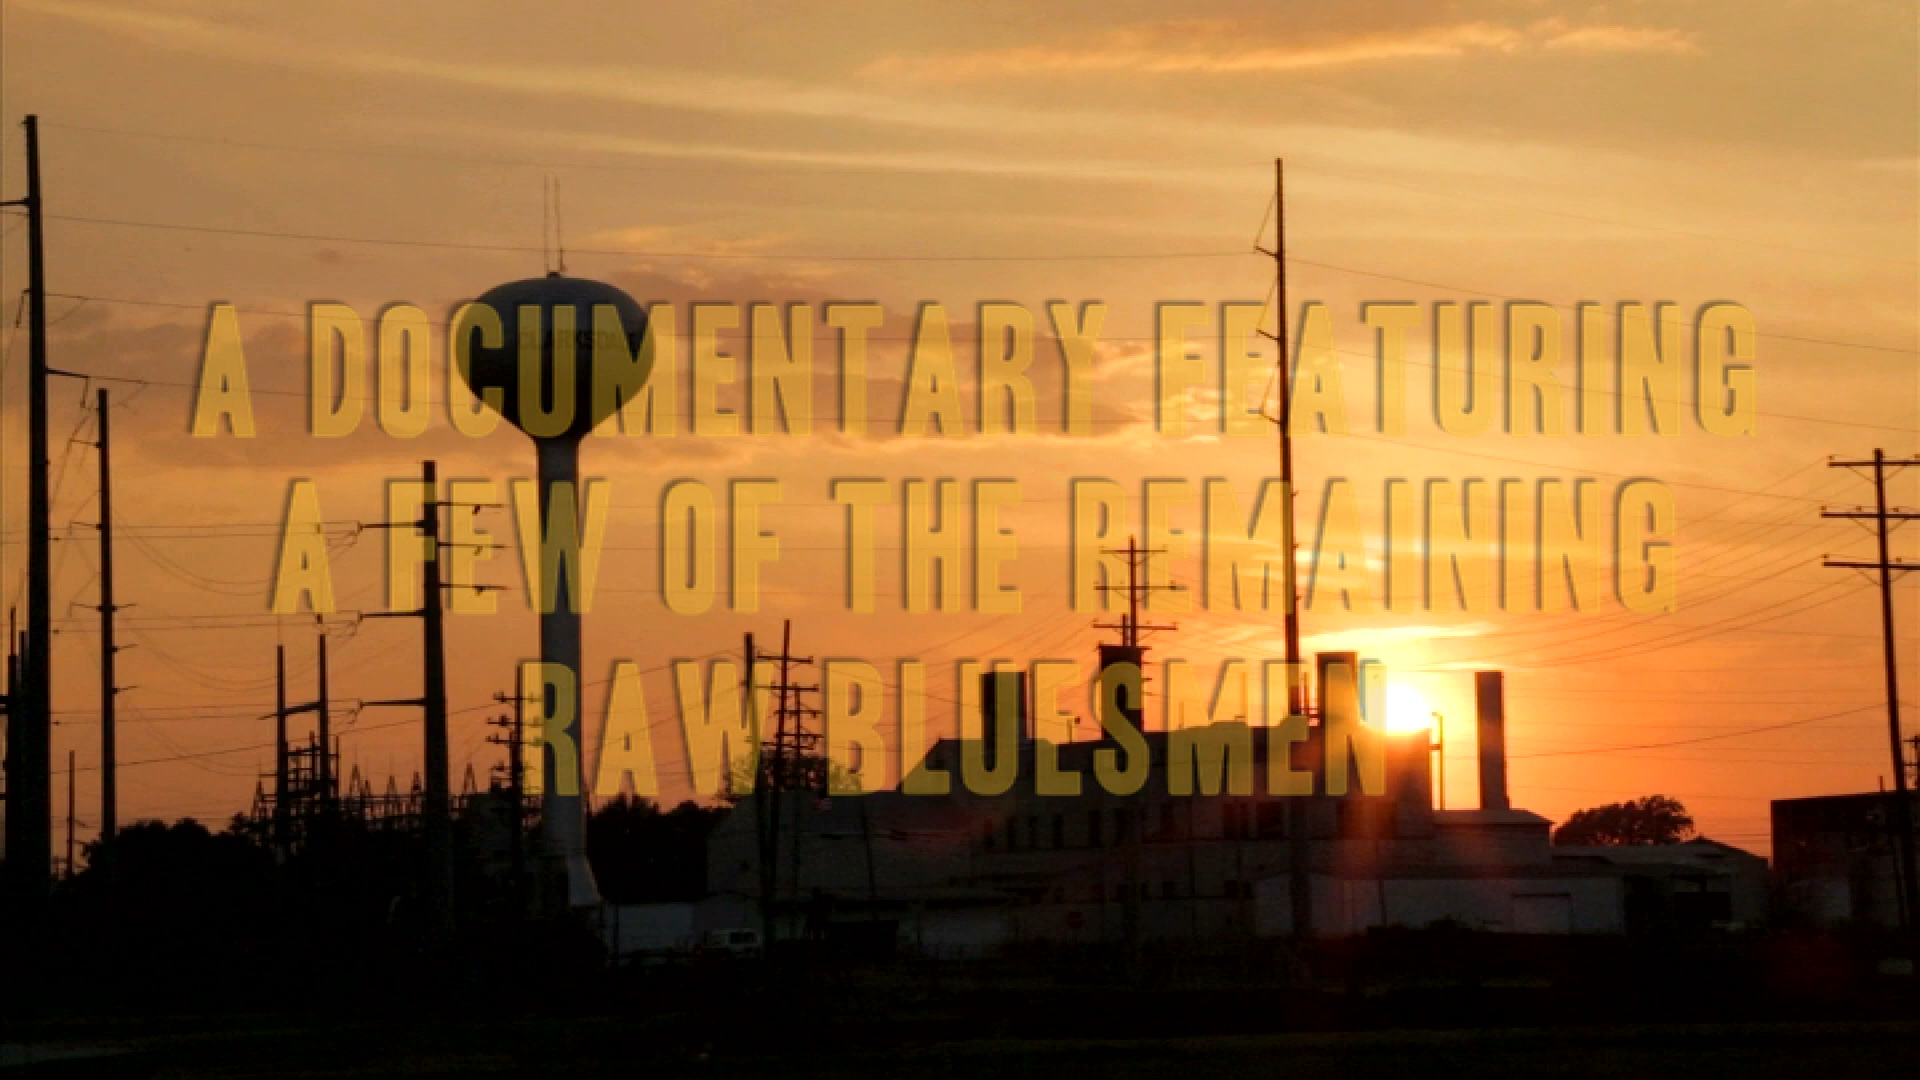 A DOCUMENTARY FEATURING
A FEW OF THE REMAINING
RAW BLUESMEN